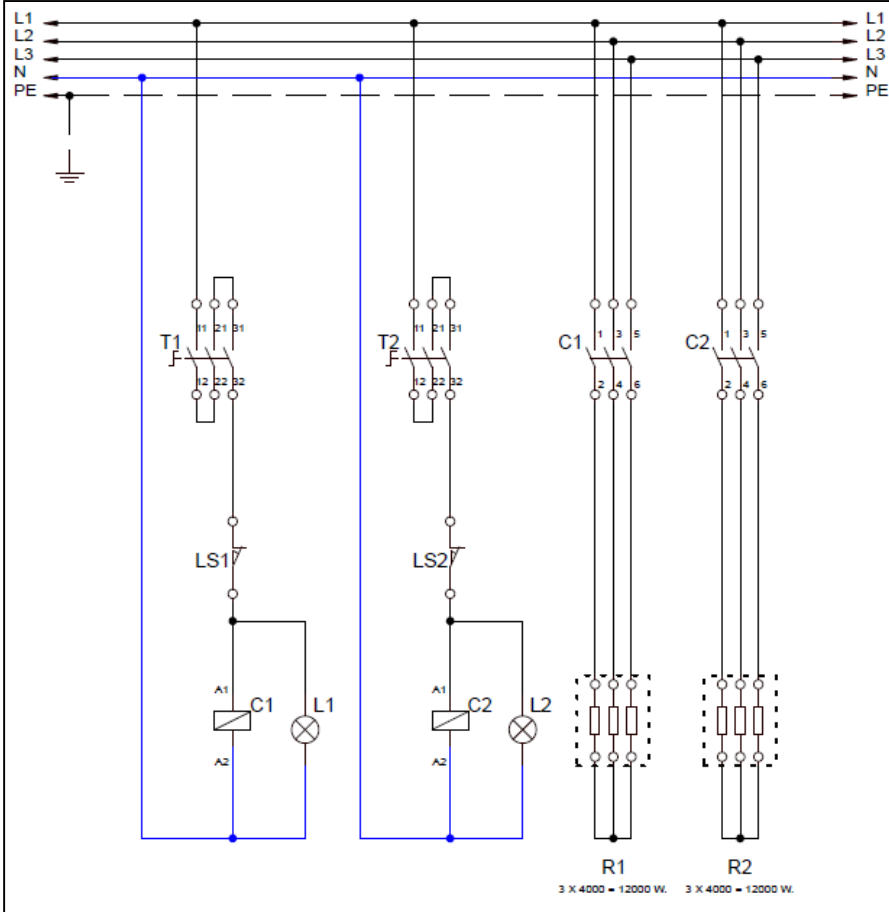 L1 L1
L2 L2
L3 L3
N N
PE PE
11 21 31 11 21 31 1 3 5 1 3 5
T1 T2 C1 C2
12 22 32 12 22 32 2 4 6 2 4 6
LS1 LS2
A1 A1
C1 L1 C2 L2
A2 A2
R1 R2
3 X 4000 = 12000 W. 3 X 4000 = 12000 W.